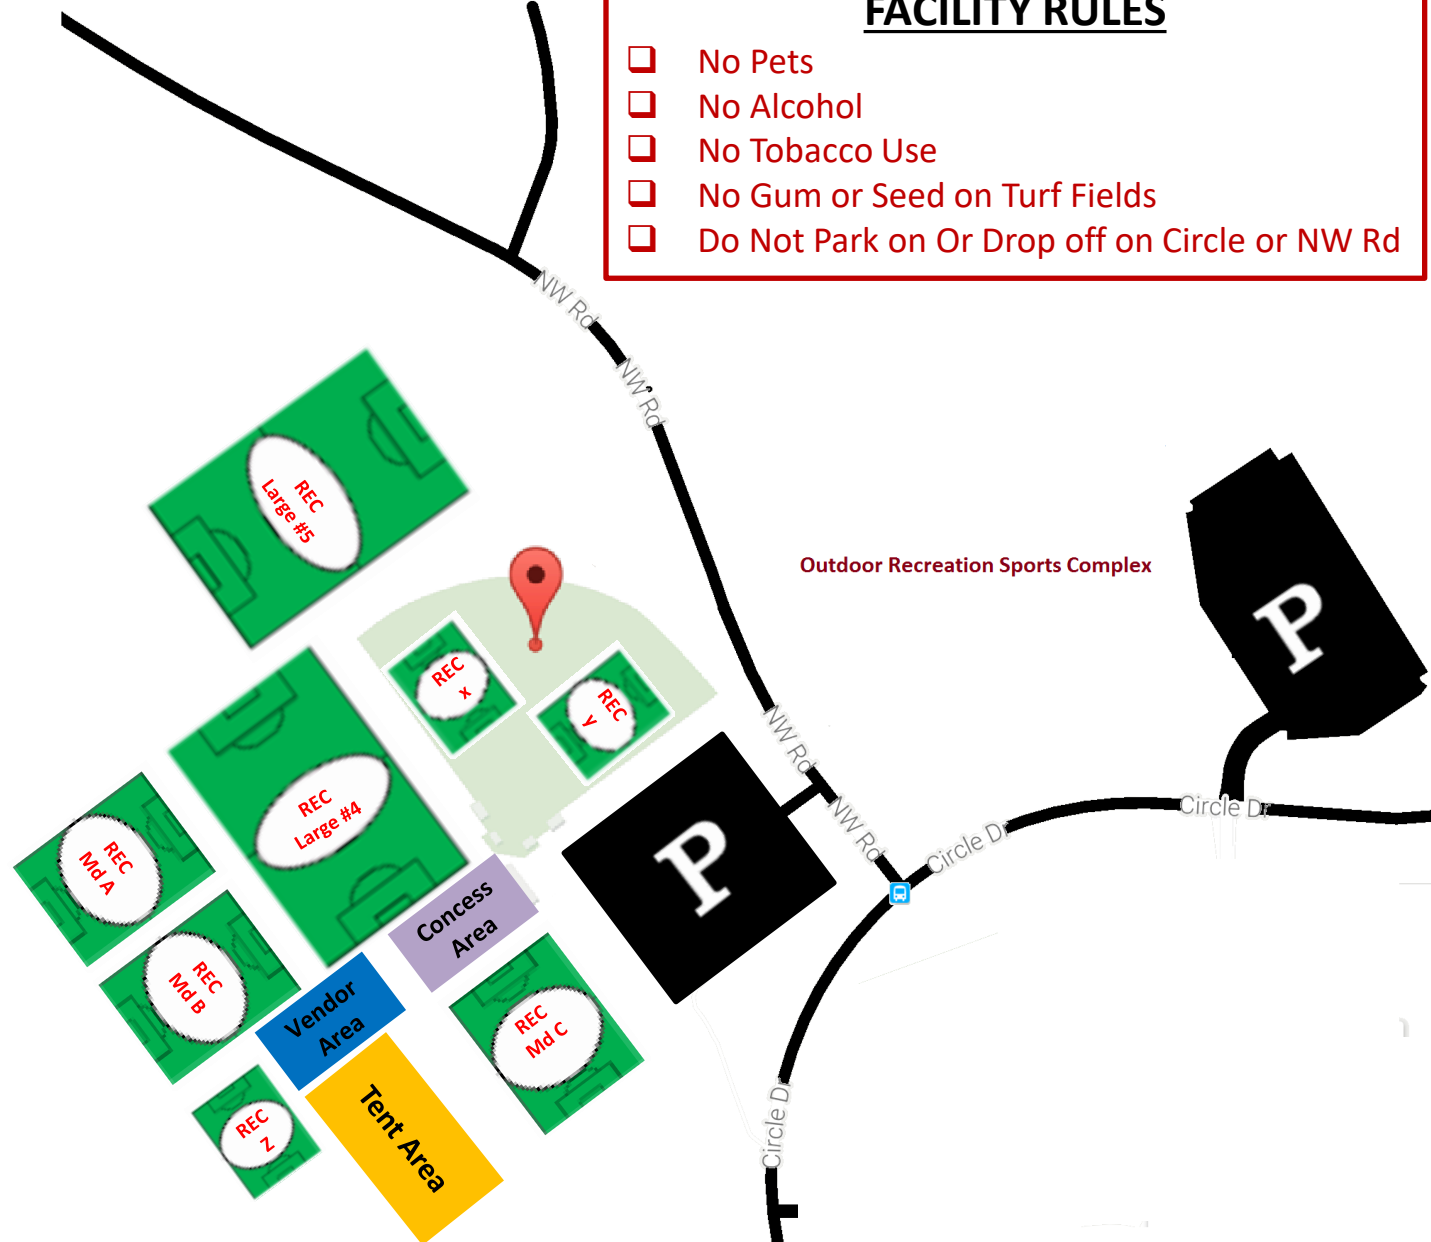 FACILITY RULES
No Pets
No Alcohol
No Tobacco Use
No Gum or Seed on Turf Fields
Do Not Park on Or Drop off on Circle or NW Rd
NW Rd
NW Rd
REC
Large #5
Outdoor Recreation Sports Complex
P
REC
x
REC
y
NW Rd
REC
Large #4
NW Rd
Circle Dr
Circle Dr
P
REC
Md A
Concess
Area
REC
Md B
Vendor
Area
REC
Md C
REC
Z
Tent Area
Circle Dr